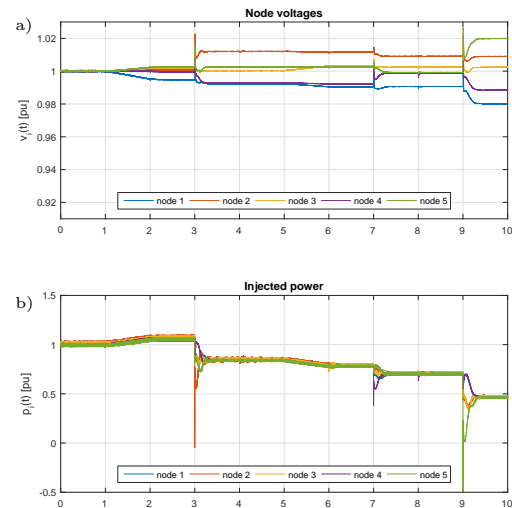 a)
Node voltages
v_i(t) [pu]
1.02
1
0.98
0.96
0.94
0.92
node 1 node 2 node 3 node 4 node 5
0 1 2 3 4 5 6 7 8 9 10
b)
Injected power
p_i(t) [pu]
1.5
1
0.5
0
-0.5
node 1 node 2 node 3 node 4 node 5
0 1 2 3 4 5 6 7 8 9 10